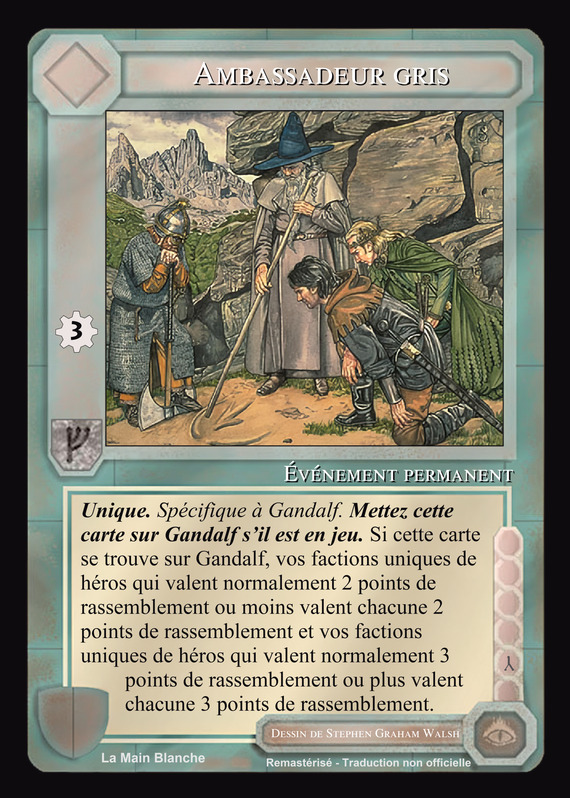 Ambassadeur gris
3
Événement permanent
Unique. Spécifique à Gandalf. Mettez cette
carte sur Gandalf s’il est en jeu. Si cette carte
se trouve sur Gandalf, vos factions uniques de
héros qui valent normalement 2 points de
rassemblement ou moins valent chacune 2
points de rassemblement et vos factions
uniques de héros qui valent normalement 3
points de rassemblement ou plus valent
chacune 3 points de rassemblement.
Dessin de Stephen Graham Walsh
La Main Blanche
Remastérisé - Traduction non officielle